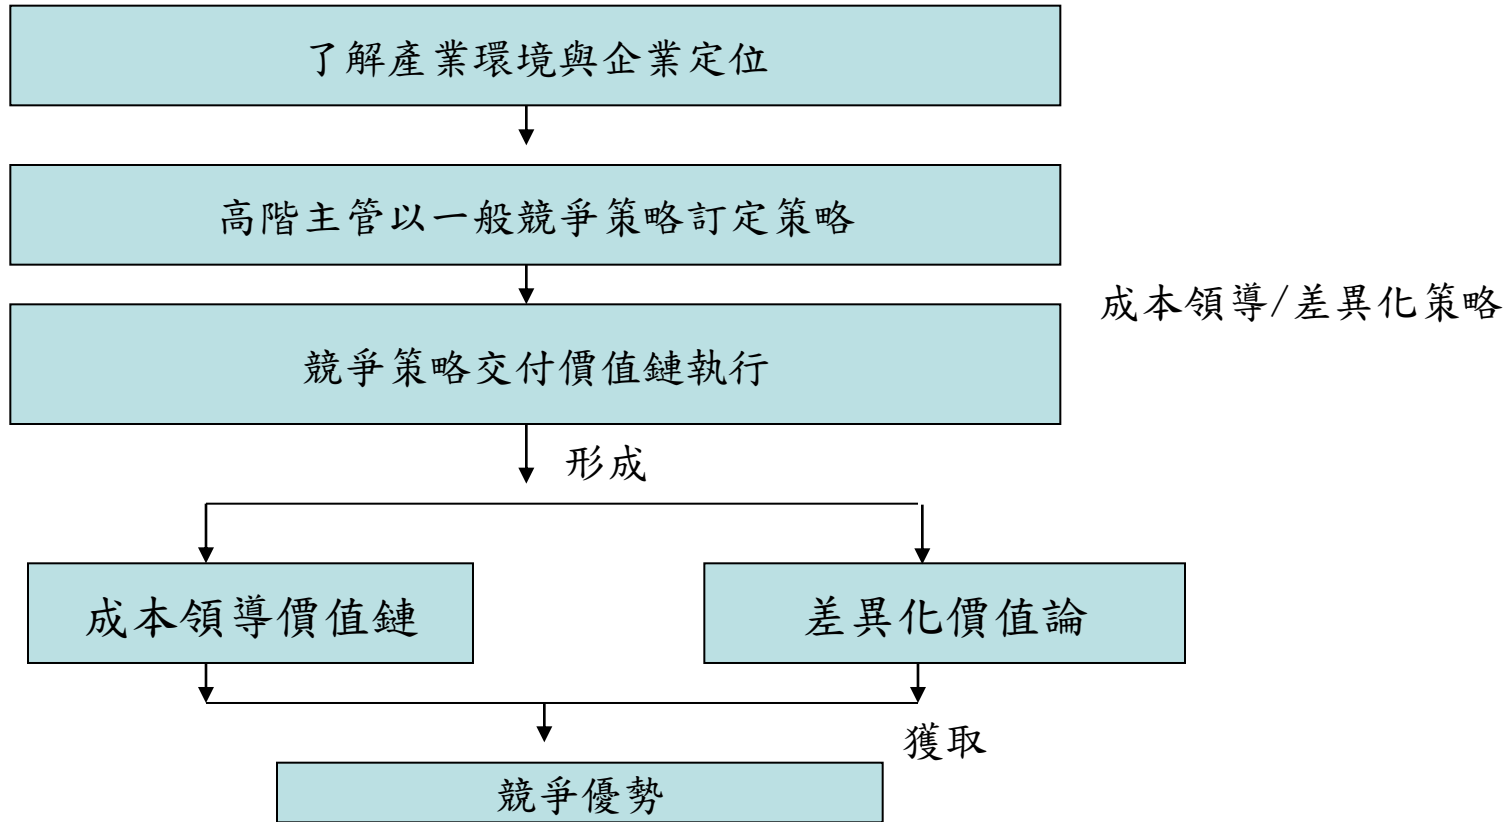 了解產業環境與企業定位
高階主管以一般競爭策略訂定策略
成本領導/差異化策略
競爭策略交付價值鏈執行
形成
成本領導價值鏈
差異化價值論
獲取
競爭優勢